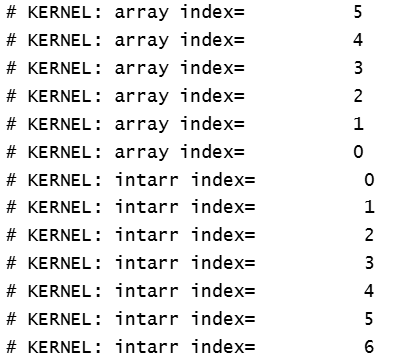 # KERNEL: array index=          5
# KERNEL: array index=          4
# KERNEL: array index=          3
# KERNEL: array index=          2
# KERNEL: array index=          1
# KERNEL: array index=          0
# KERNEL: intarr index=          0
# KERNEL: intarr index=          1
# KERNEL: intarr index=          2
# KERNEL: intarr index=          3
# KERNEL: intarr index=          4
# KERNEL: intarr index=          5
# KERNEL: intarr index=          6